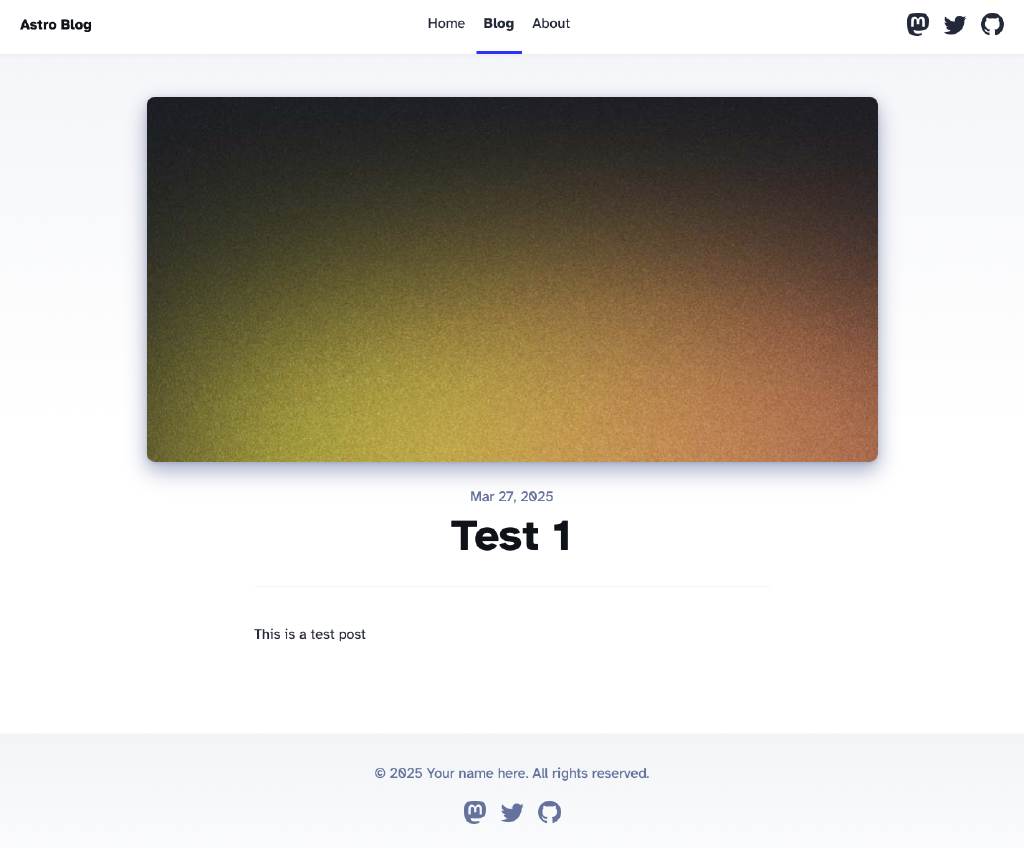 Astro Blog
Home Blog About
Mar 27, 2025
Test 1
This is a test post
© 2025 Your name here. All rights reserved.